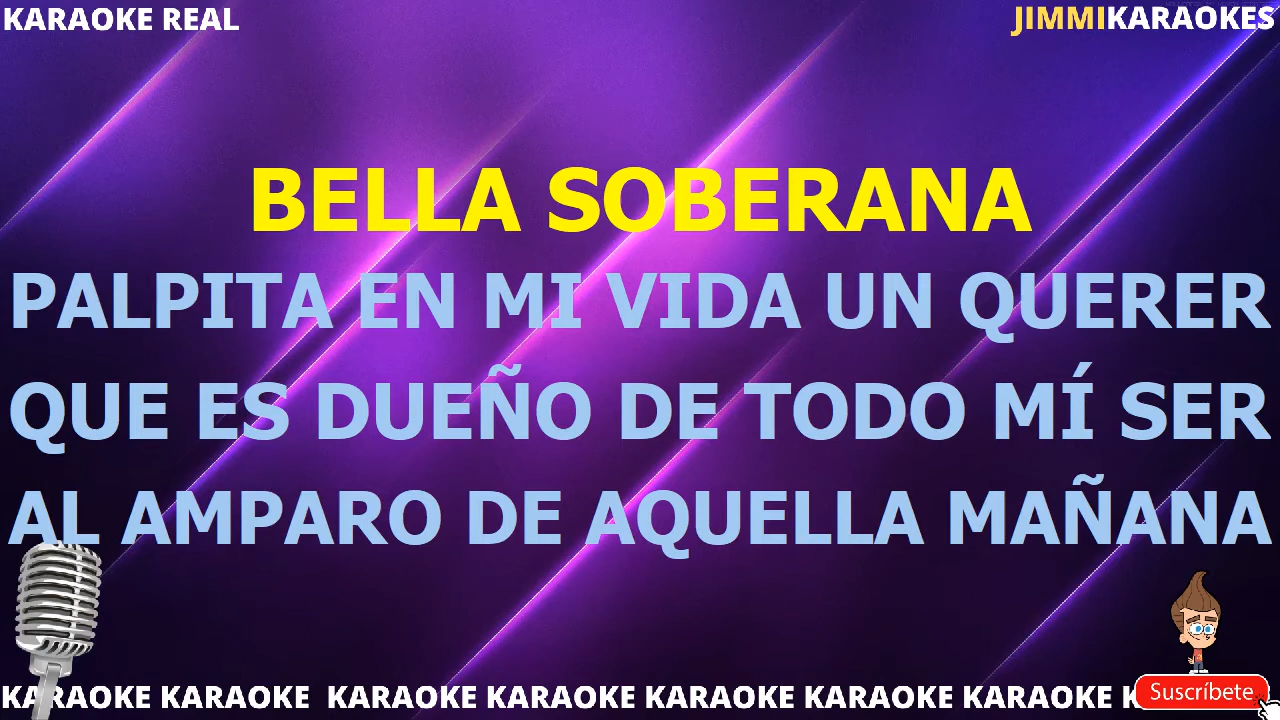 KARAOKE REAL
JIMMIKARAOKES
BELLA SOBERANA
PALPITA EN MI VIDA UN QUERER
QUE ES DUEÑO DE TODO MÍ SER
AL AMPARO DE AQUELLA MAÑANA
KARAOKE KARAOKE KARAOKE KARAOKE KARAOKE KARAOKE KARAOKE K
Suscríbete